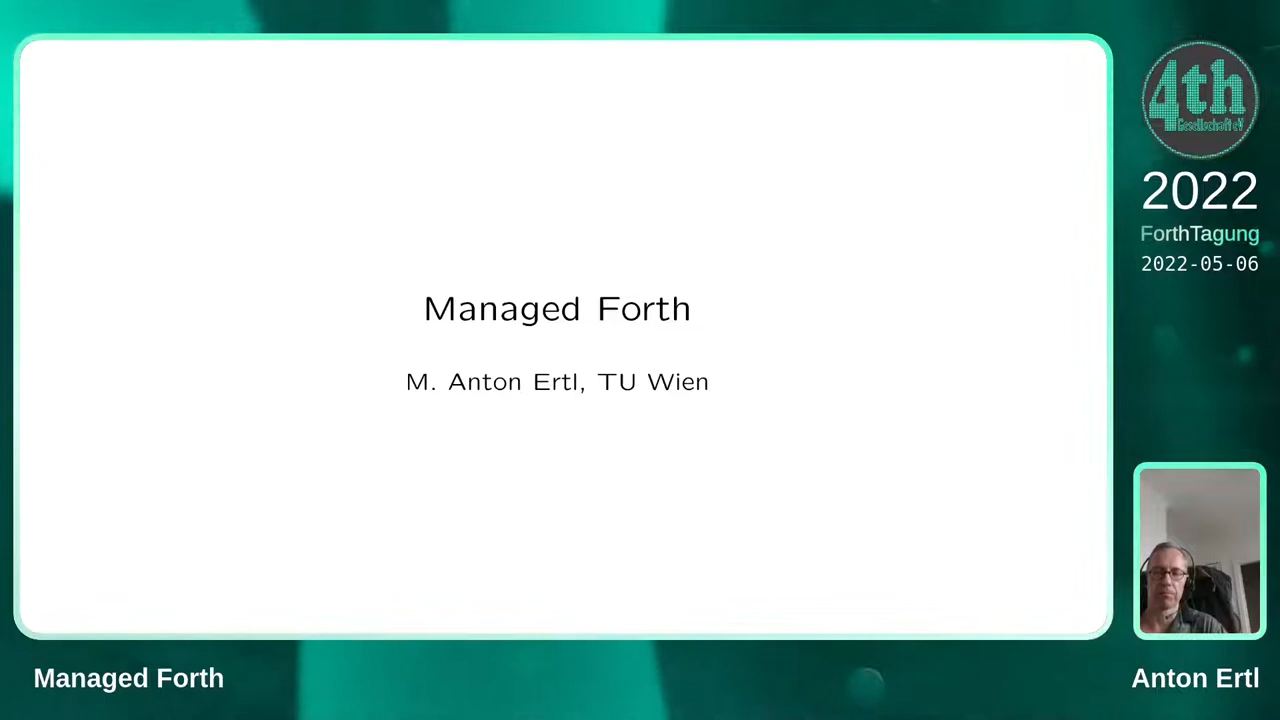 Managed Forth
M. Anton Ertl, TU Wien
4th
Gesellschaft eV
2022
ForthTagung
2022-05-06
Managed Forth
Anton Ertl